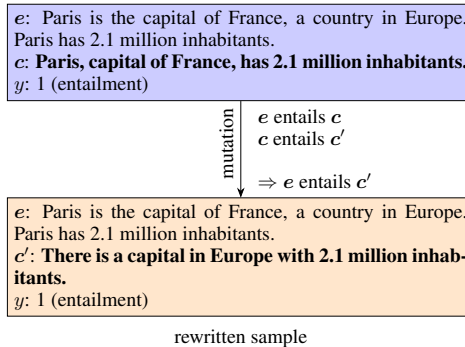 e: Paris is the capital of France, a country in Europe.
Paris has 2.1 million inhabitants.
c: Paris, capital of France, has 2.1 million inhabitants.
y: 1 (entailment)
mutation
e entails c
c entails c′
⇒ e entails c′
e: Paris is the capital of France, a country in Europe.
Paris has 2.1 million inhabitants.
c′: There is a capital in Europe with 2.1 million inhab-
itants.
y: 1 (entailment)
rewritten sample